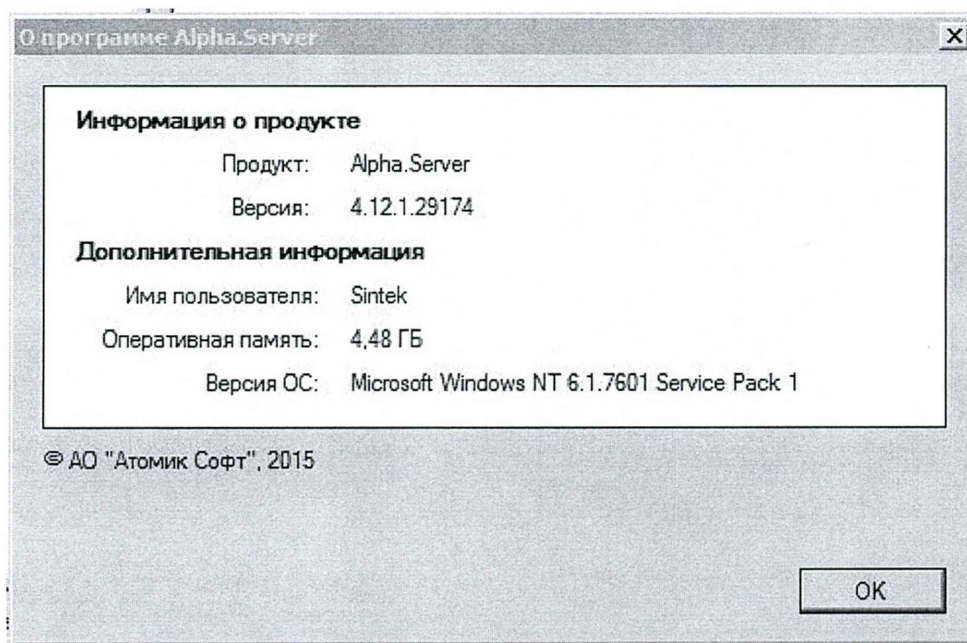 О программе Alpha.Server
Информация о продукте
Продукт: Alpha.Server
Версия: 4.12.1.29174
Дополнительная информация
Имя пользователя: Sintek
Оперативная память: 4,48 ГБ
Версия ОС: Microsoft Windows NT 6.1.7601 Service Pack 1
© АО "Атомик Софт", 2015
OK